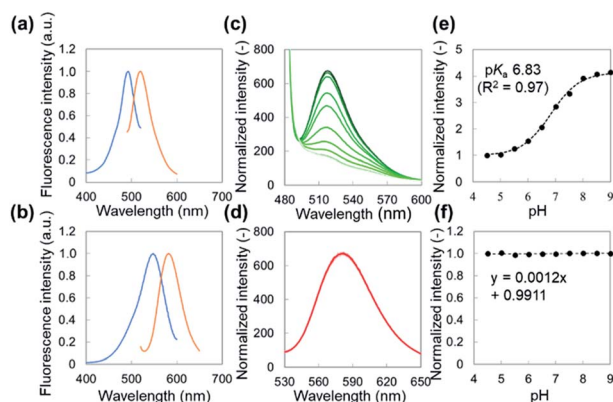 (a)
Fluorescence intensity (a.u.)
1.2
1.0
0.8
0.6
0.4
0.2
0
400 500 600 700
Wavelength (nm)
(c)
Normalized intensity (-)
800
600
400
200
0
480 510 540 570 600
Wavelength (nm)
(e)
Normalized intensity (-)
5
4
3
2
1
0
pKa 6.83
(R² = 0.97)
4 5 6 7 8 9
pH
(b)
Fluorescence intensity (a.u.)
1.2
1.0
0.8
0.6
0.4
0.2
0
400 500 600 700
Wavelength (nm)
(d)
Normalized intensity (-)
800
600
400
200
0
530 560 590 620 650
Wavelength (nm)
(f)
Normalized intensity (-)
1.2
1.0
0.8
0.6
0.4
0.2
0
y = 0.0012x
+ 0.9911
4 5 6 7 8 9
pH